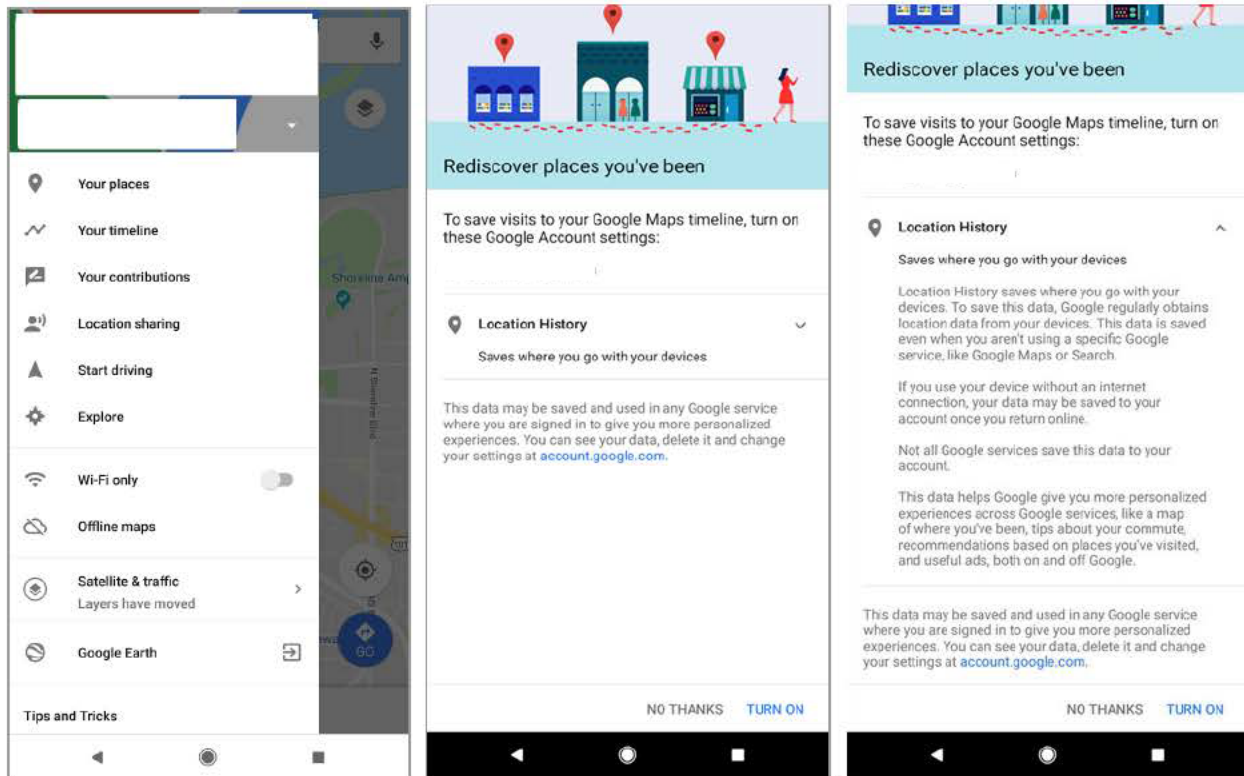 Your places
Your timeline
Your contributions
Location sharing
Start driving
Explore
Wi-Fi only
Offline maps
Satellite & traffic
Layers have moved
Google Earth
Tips and Tricks
Shoreline Am
N Shoreline Blvd
101
GO
Rediscover places you've been
To save visits to your Google Maps timeline, turn on
these Google Account settings:
Location History
Saves where you go with your devices
This data may be saved and used in any Google service
where you are signed in to give you more personalized
experiences. You can see your data, delete it and change
your settings at account.google.com.
NO THANKS TURN ON
Rediscover places you've been
To save visits to your Google Maps timeline, turn on
these Google Account settings:
Location History
Saves where you go with your devices
Location History saves where you go with your
devices. To save this data, Google regularly obtains
location data from your devices. This data is saved
even when you aren't using a specific Google
service, like Google Maps or Search.
If you use your device without an internet
connection, your data may be saved to your
account once you return online.
Not all Google services save this data to your
account.
This data helps Google give you more personalized
experiences across Google services, like a map
of where you've been, tips about your commute,
recommendations based on places you've visited,
and useful ads, both on and off Google.
This data may be saved and used in any Google service
where you are signed in to give you more personalized
experiences. You can see your data, delete it and change
your settings at account.google.com.
NO THANKS TURN ON